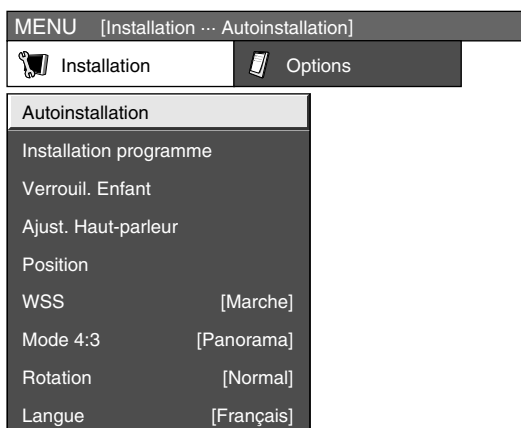 MENU [Installation ··· Autoinstallation]
Installation Options
Autoinstallation
Installation programme
Verrouil. Enfant
Ajust. Haut-parleur
Position
WSS [Marche]
Mode 4:3 [Panorama]
Rotation [Normal]
Langue [Français]